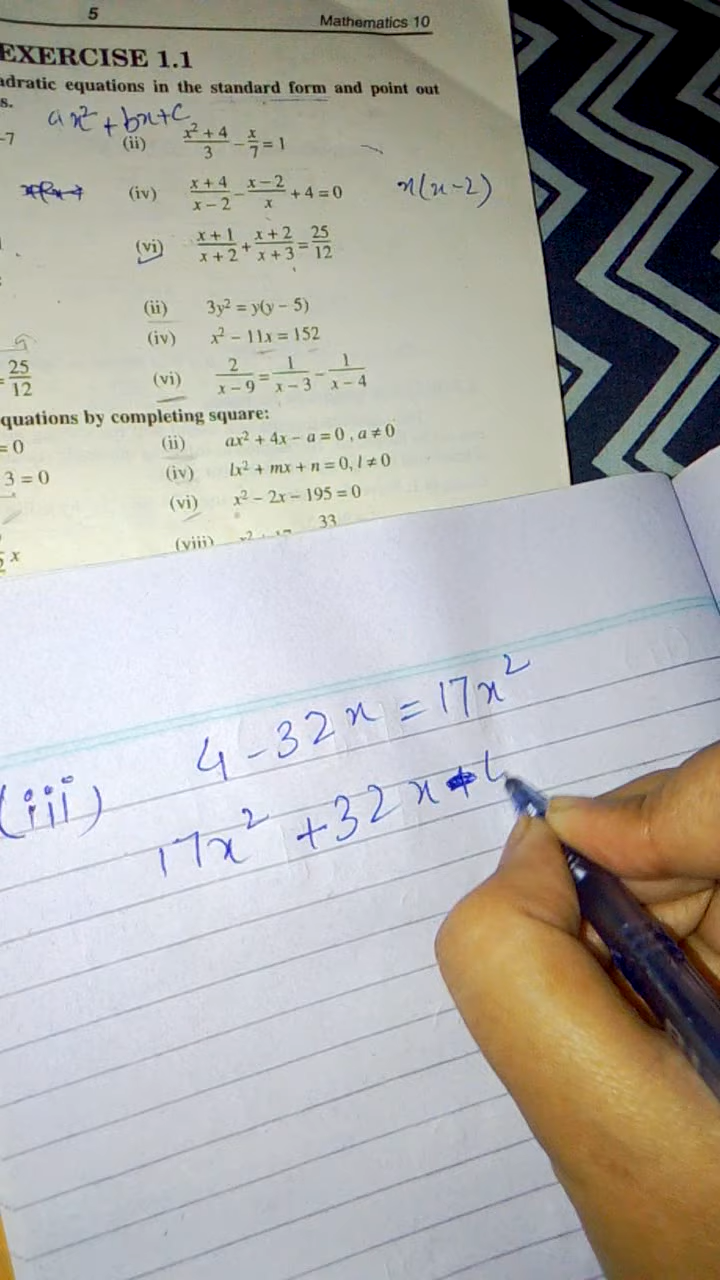 5 Mathematics 10
EXERCISE 1.1
adratic equations in the standard form and point out
s.
ax² + bx + c
-7 (ii) (x² + 4)/3 − x/7 = 1
(iv) (x + 4)/(x − 2) − (x − 2)/x + 4 = 0 x(x-2)
(vi) (x + 1)/(x + 2) + (x + 2)/(x + 3) = 25/12
(ii) 3y² = y(y − 5)
(iv) x² − 11x = 152
= 25/12 (vi) 2/(x − 9) = 1/(x − 3) − 1/(x − 4)
quations by completing square:
= 0 (ii) ax² + 4x − a = 0 , a ≠ 0
3 = 0 (iv) lx² + mx + n = 0, l ≠ 0
(vi) x² − 2x − 195 = 0
x (viii) 33
(iii) 4 - 32x = 17x²
17x² + 32x